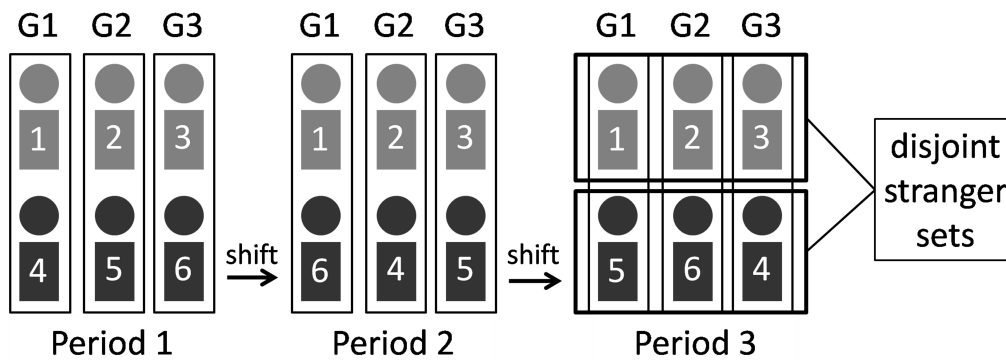 G1 G2 G3 G1 G2 G3 G1 G2 G3
1 2 3 1 2 3 1 2 3
disjoint
stranger
sets
shift shift
4 5 6 6 4 5 5 6 4
Period 1 Period 2 Period 3